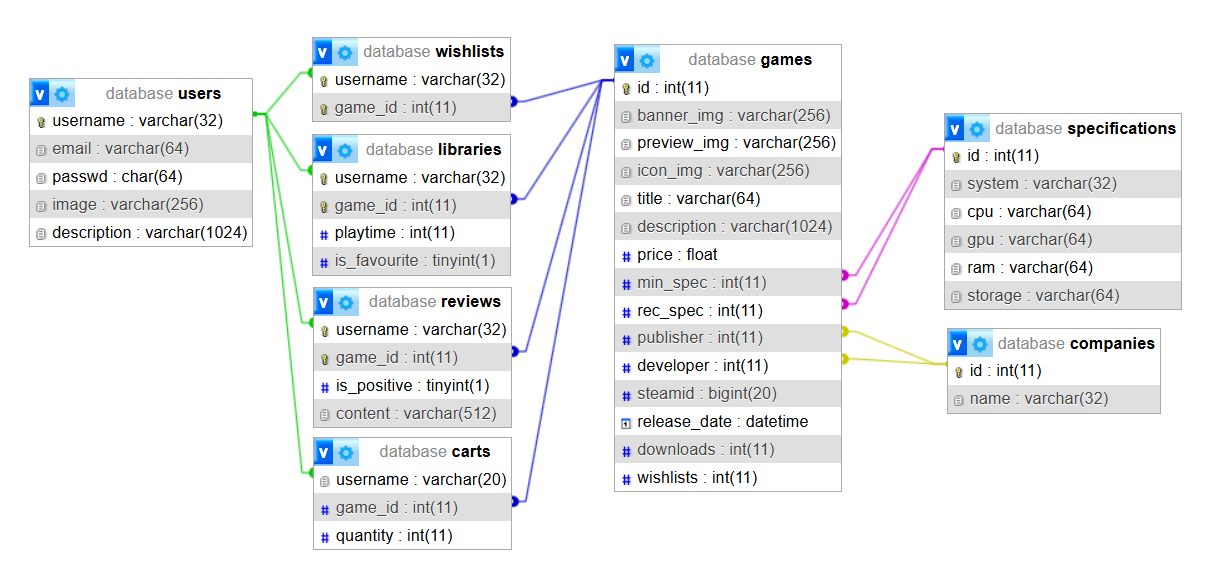 v database users
username : varchar(32)
email : varchar(64)
passwd : char(64)
image : varchar(256)
description : varchar(1024)
v database wishlists
username : varchar(32)
game_id : int(11)
v database libraries
username : varchar(32)
game_id : int(11)
# playtime : int(11)
# is_favourite : tinyint(1)
v database reviews
username : varchar(32)
game_id : int(11)
# is_positive : tinyint(1)
content : varchar(512)
v database carts
username : varchar(20)
# game_id : int(11)
# quantity : int(11)
v database games
id : int(11)
banner_img : varchar(256)
preview_img : varchar(256)
icon_img : varchar(256)
title : varchar(64)
description : varchar(1024)
# price : float
# min_spec : int(11)
# rec_spec : int(11)
# publisher : int(11)
# developer : int(11)
# steamid : bigint(20)
release_date : datetime
# downloads : int(11)
# wishlists : int(11)
v database specifications
id : int(11)
system : varchar(32)
cpu : varchar(64)
gpu : varchar(64)
ram : varchar(64)
storage : varchar(64)
v database companies
id : int(11)
name : varchar(32)